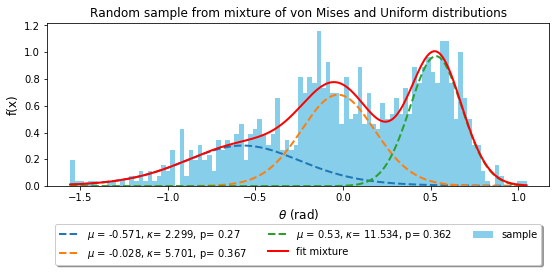 Random sample from mixture of von Mises and Uniform distributions
f(x)
1.2
1.0
0.8
0.6
0.4
0.2
0.0
−1.5 −1.0 −0.5 0.0 0.5 1.0
θ (rad)
μ = -0.571, κ= 2.299, p= 0.27
μ = -0.028, κ= 5.701, p= 0.367
μ = 0.53, κ= 11.534, p= 0.362
fit mixture
sample